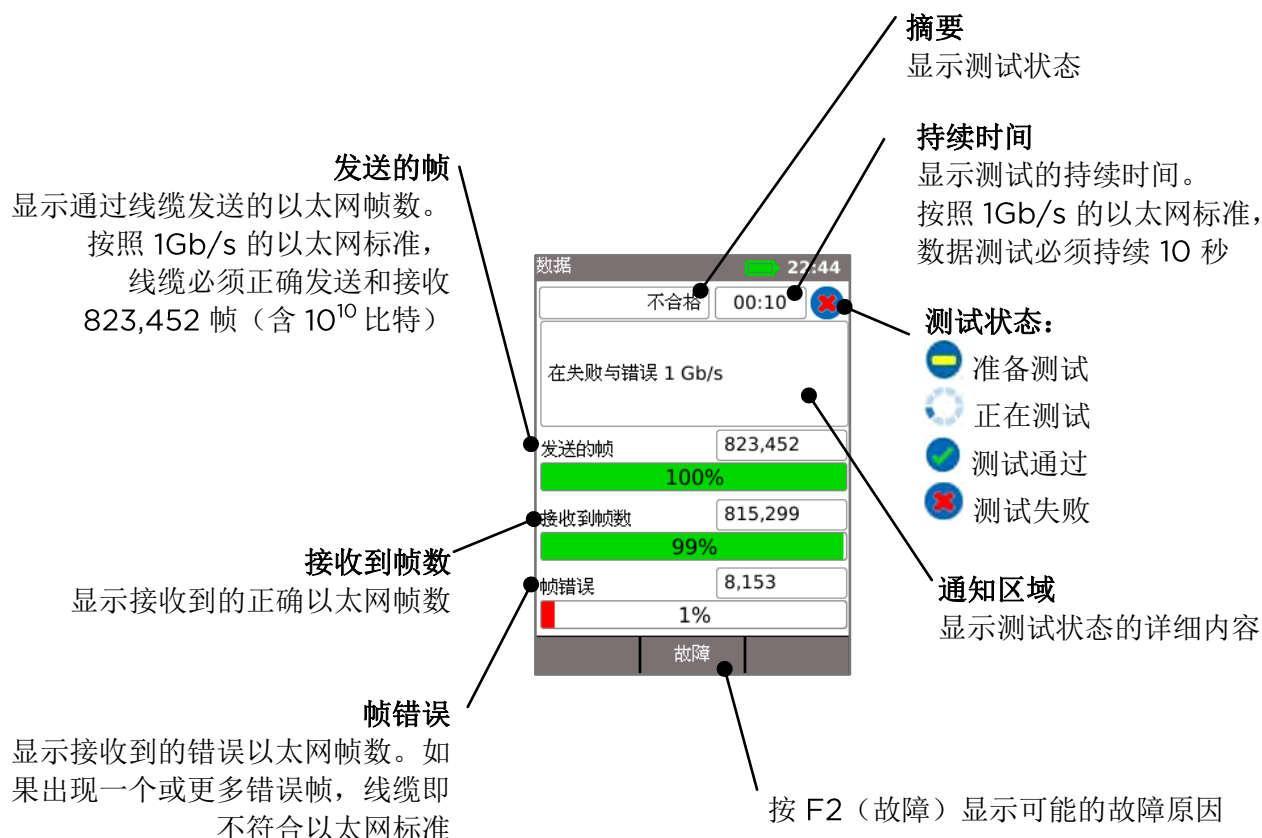 摘要
显示测试状态
持续时间
显示测试的持续时间。
按照 1Gb/s 的以太网标准，
数据测试必须持续 10 秒
发送的帧
显示通过线缆发送的以太网帧数。
按照 1Gb/s 的以太网标准，
线缆必须正确发送和接收
823,452 帧（含 10¹⁰ 比特）
数据 22:44
不合格 00:10
在失败与错误 1 Gb/s
发送的帧 823,452
100%
接收到帧数 815,299
99%
帧错误 8,153
1%
故障
测试状态：
准备测试
正在测试
测试通过
测试失败
接收到帧数
显示接收到的正确以太网帧数
通知区域
显示测试状态的详细内容
帧错误
显示接收到的错误以太网帧数。如
果出现一个或更多错误帧，线缆即
不符合以太网标准
按 F2（故障）显示可能的故障原因